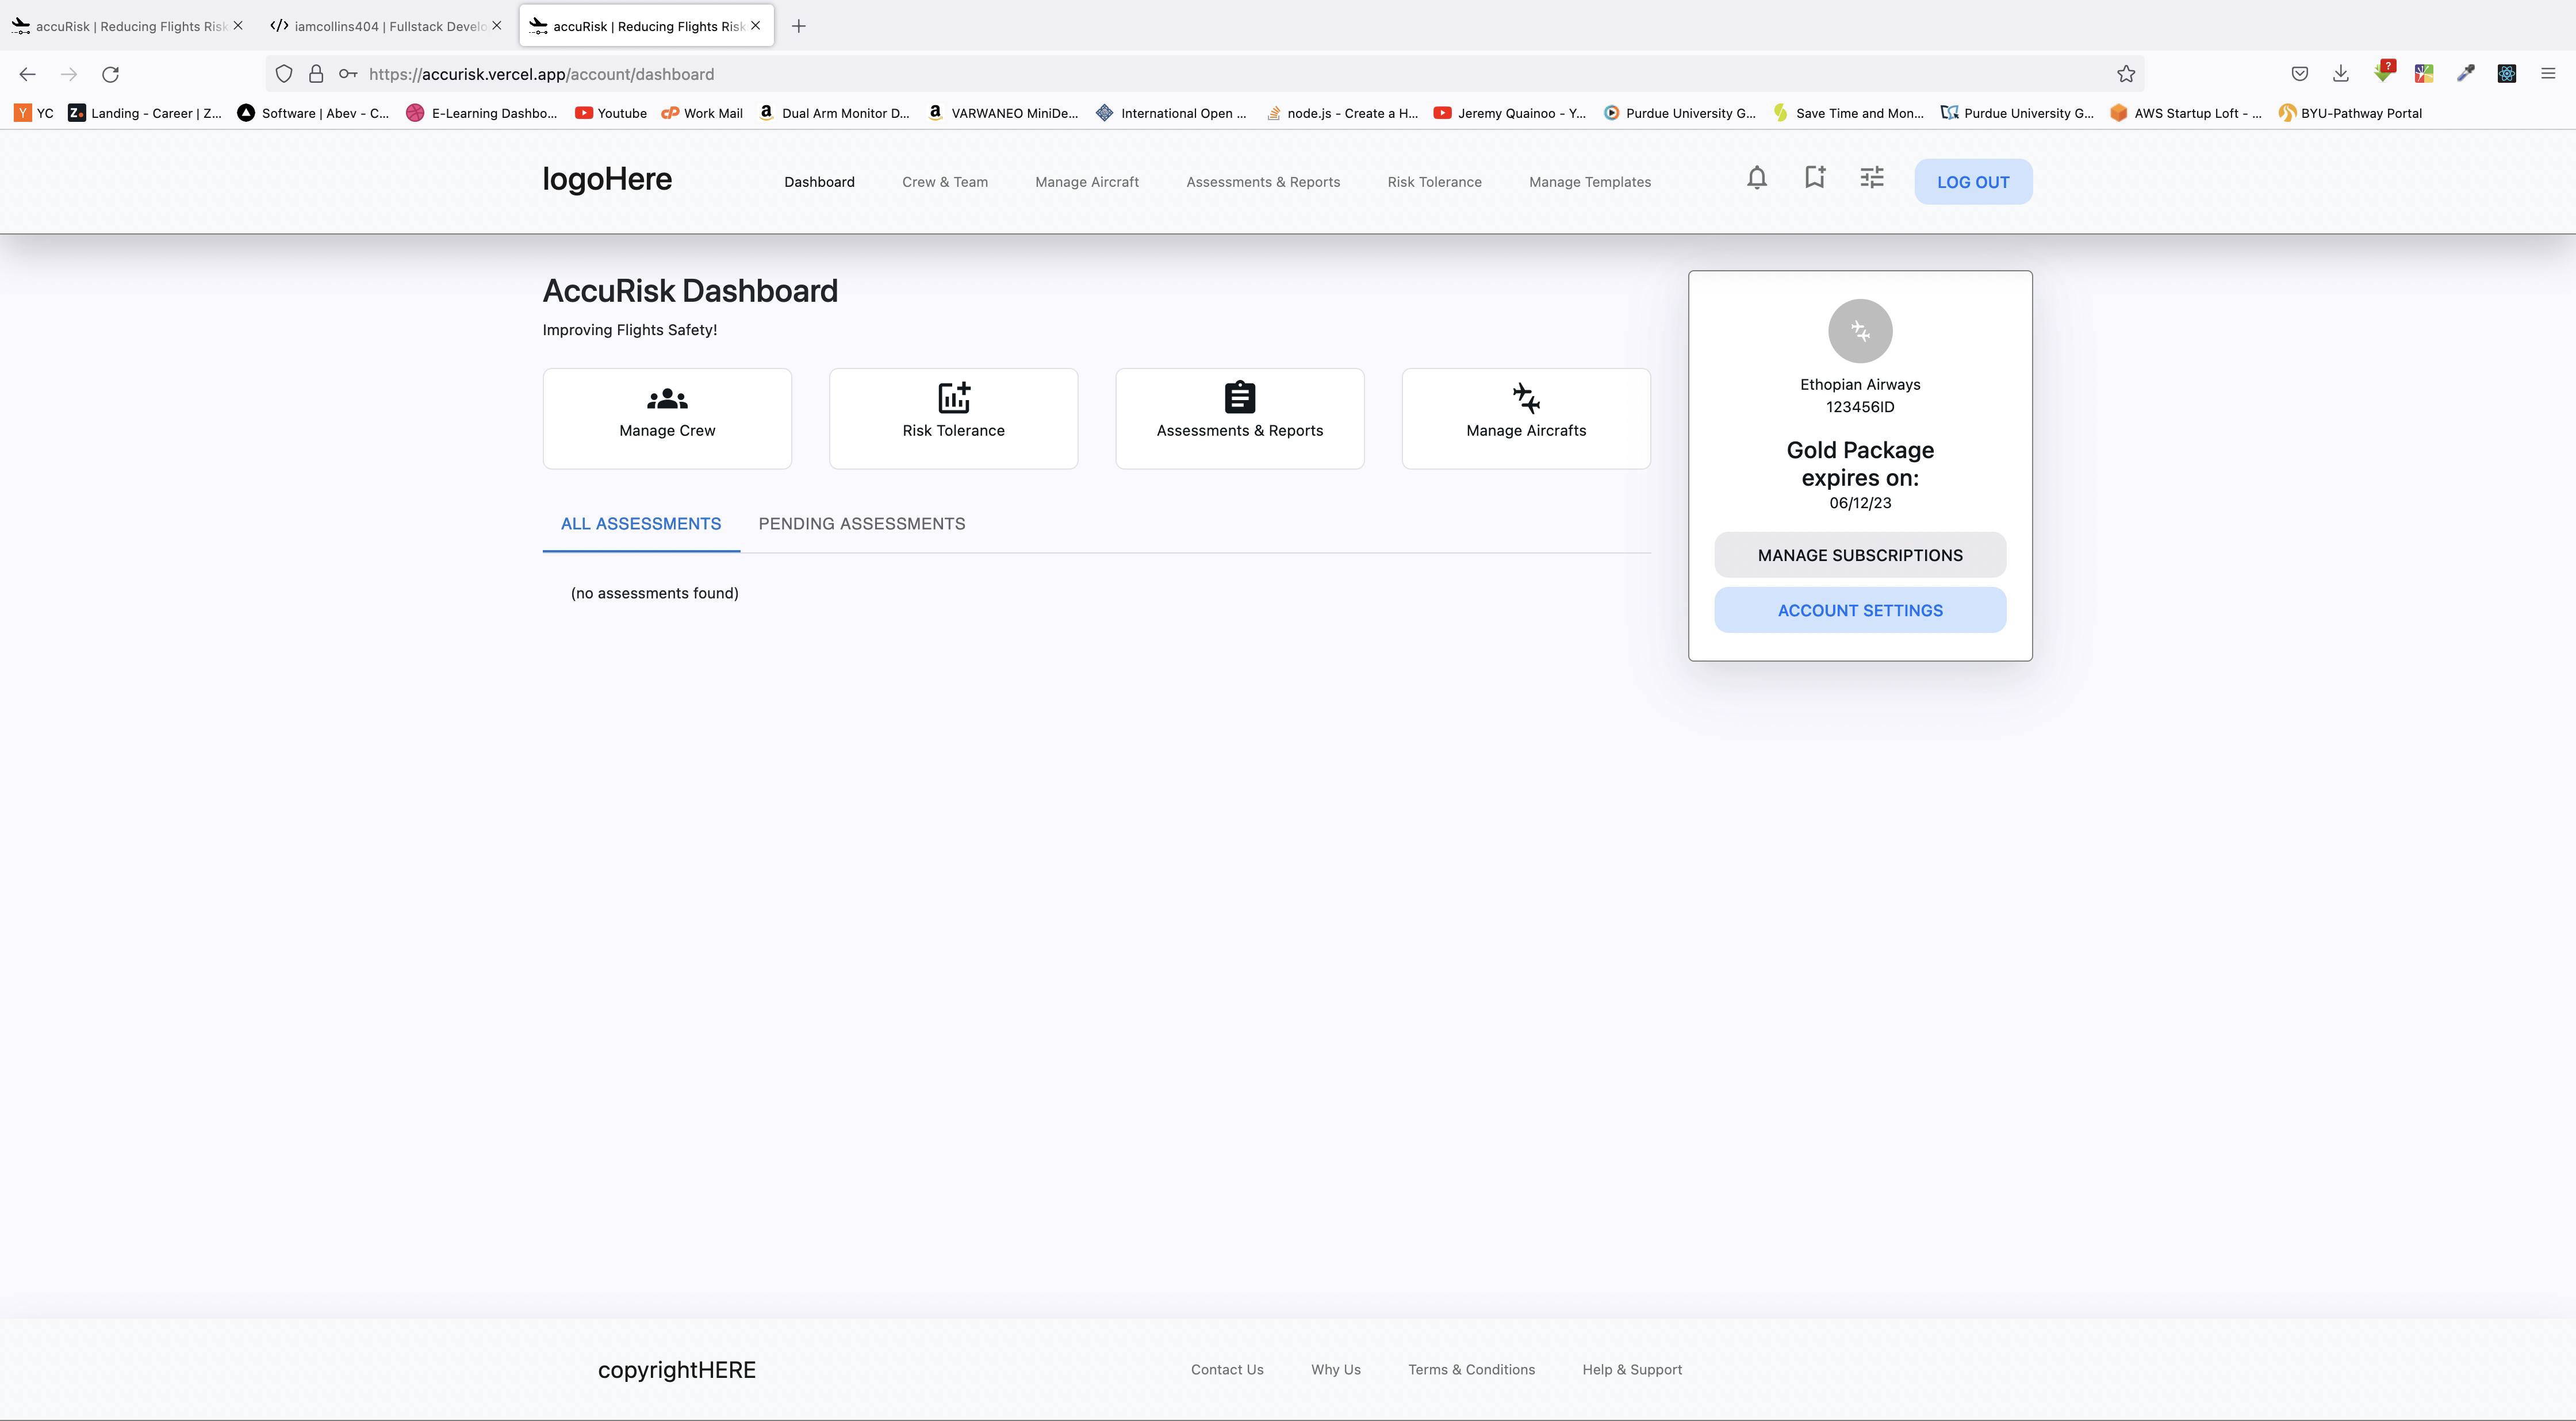 accuRisk | Reducing Flights Risk
iamcollins404 | Fullstack Develo
accuRisk | Reducing Flights Risk
https://accurisk.vercel.app/account/dashboard
?
Y YC
Z. Landing - Career | Z...
Software | Abev - C...
E-Learning Dashbo...
Youtube
cP Work Mail
a Dual Arm Monitor D...
a VARWANEO MiniDe...
International Open ...
node.js - Create a H...
Jeremy Quainoo - Y...
Purdue University G...
Save Time and Mon...
Purdue University G...
AWS Startup Loft - ...
BYU-Pathway Portal
logoHere
Dashboard
Crew & Team
Manage Aircraft
Assessments & Reports
Risk Tolerance
Manage Templates
LOG OUT
AccuRisk Dashboard
Improving Flights Safety!
Manage Crew
Risk Tolerance
Assessments & Reports
Manage Aircrafts
ALL ASSESSMENTS
PENDING ASSESSMENTS
(no assessments found)
Ethopian Airways
123456ID
Gold Package
expires on:
06/12/23
MANAGE SUBSCRIPTIONS
ACCOUNT SETTINGS
copyrightHERE
Contact Us
Why Us
Terms & Conditions
Help & Support